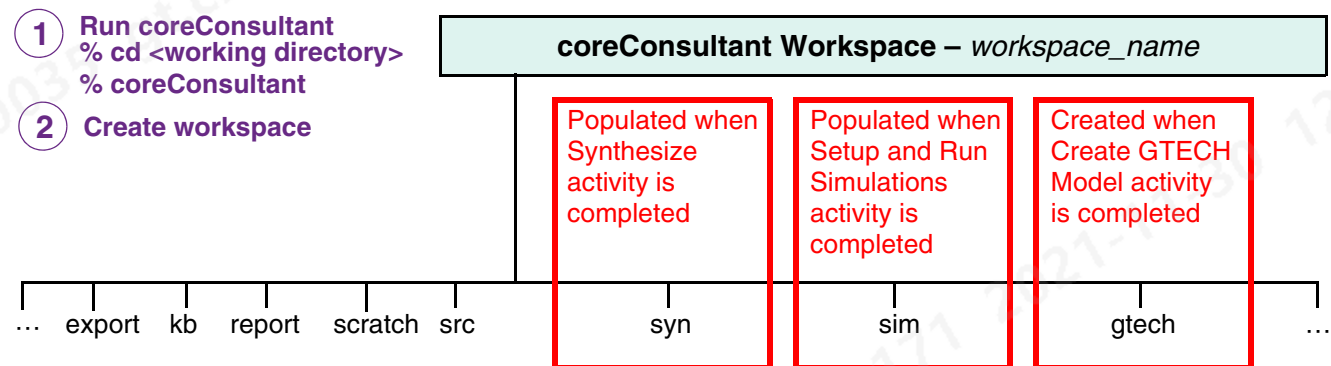 1 Run coreConsultant
% cd <working directory>
% coreConsultant
2 Create workspace
coreConsultant Workspace – workspace_name
Populated when
Synthesize
activity is
completed
Populated when
Setup and Run
Simulations
activity is
completed
Created when
Create GTECH
Model activity
is completed
... export kb report scratch src syn sim gtech ...